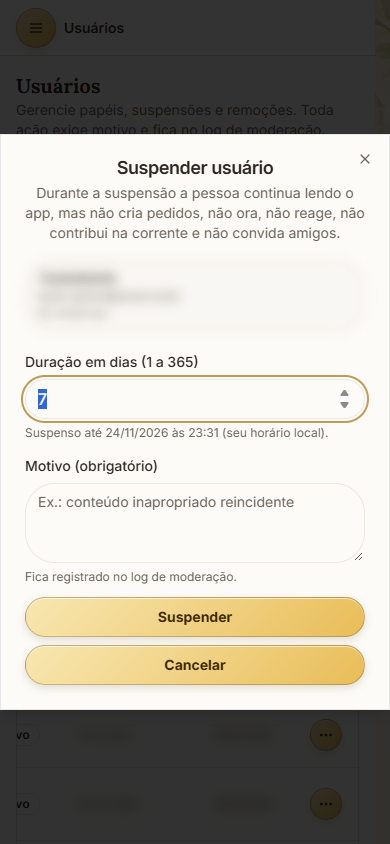 Usuários
Usuários
Gerencie papéis, suspensões e remoções. Toda
ação exige motivo e fica no log de moderação.
Suspender usuário
Durante a suspensão a pessoa continua lendo o
app, mas não cria pedidos, não ora, não reage, não
contribui na corrente e não convida amigos.
Duração em dias (1 a 365)
7
Suspenso até 24/11/2026 às 23:31 (seu horário local).
Motivo (obrigatório)
Ex.: conteúdo inapropriado reincidente
Fica registrado no log de moderação.
Suspender
Cancelar
vo
vo